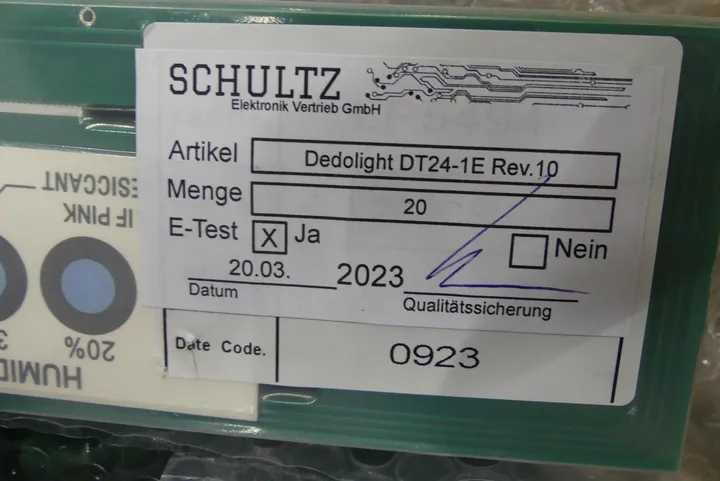 SCHULTZ
Elektronik Vertrieb GmbH
Artikel Dedolight DT24-1E Rev.10
Menge 20
E-Test X Ja Nein
20.03. 2023
Datum Qualitätssicherung
Date Code. 0923
ESICCANT
IF PINK
20%
HUMID